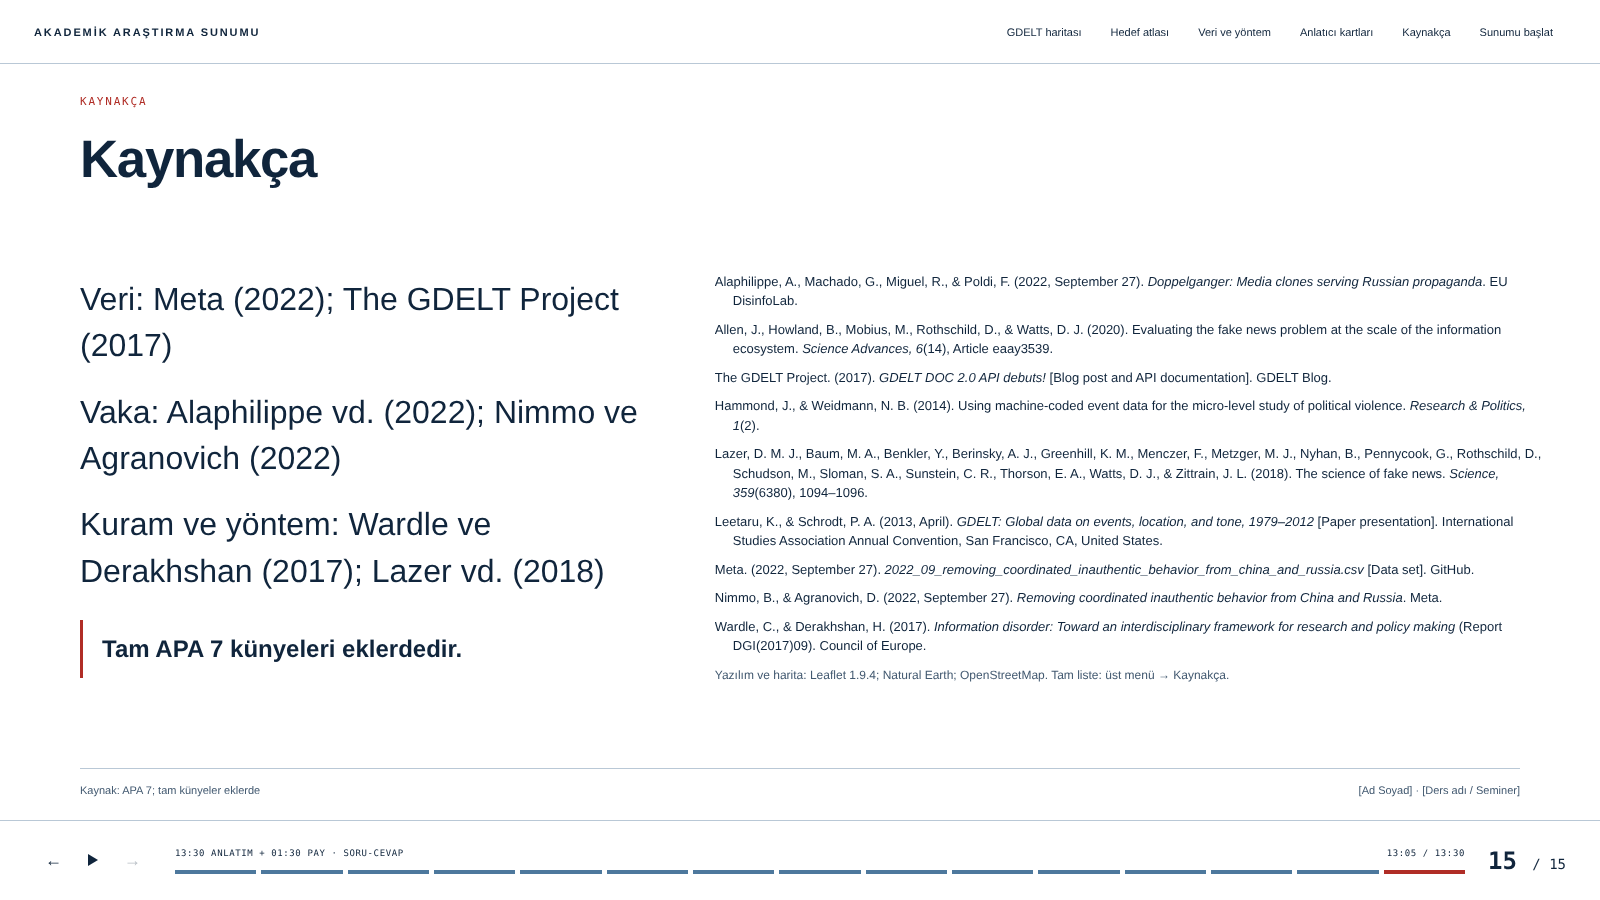 AKADEMİK ARAŞTIRMA SUNUMU
GDELT haritası Hedef atlası Veri ve yöntem Anlatıcı kartları Kaynakça Sunumu başlat
KAYNAKÇA
Kaynakça
Veri: Meta (2022); The GDELT Project
(2017)
Vaka: Alaphilippe vd. (2022); Nimmo ve
Agranovich (2022)
Kuram ve yöntem: Wardle ve
Derakhshan (2017); Lazer vd. (2018)
Tam APA 7 künyeleri eklerdedir.
Alaphilippe, A., Machado, G., Miguel, R., & Poldi, F. (2022, September 27). Doppelganger: Media clones serving Russian propaganda. EU
DisinfoLab.
Allen, J., Howland, B., Mobius, M., Rothschild, D., & Watts, D. J. (2020). Evaluating the fake news problem at the scale of the information
ecosystem. Science Advances, 6(14), Article eaay3539.
The GDELT Project. (2017). GDELT DOC 2.0 API debuts! [Blog post and API documentation]. GDELT Blog.
Hammond, J., & Weidmann, N. B. (2014). Using machine-coded event data for the micro-level study of political violence. Research & Politics,
1(2).
Lazer, D. M. J., Baum, M. A., Benkler, Y., Berinsky, A. J., Greenhill, K. M., Menczer, F., Metzger, M. J., Nyhan, B., Pennycook, G., Rothschild, D.,
Schudson, M., Sloman, S. A., Sunstein, C. R., Thorson, E. A., Watts, D. J., & Zittrain, J. L. (2018). The science of fake news. Science,
359(6380), 1094–1096.
Leetaru, K., & Schrodt, P. A. (2013, April). GDELT: Global data on events, location, and tone, 1979–2012 [Paper presentation]. International
Studies Association Annual Convention, San Francisco, CA, United States.
Meta. (2022, September 27). 2022_09_removing_coordinated_inauthentic_behavior_from_china_and_russia.csv [Data set]. GitHub.
Nimmo, B., & Agranovich, D. (2022, September 27). Removing coordinated inauthentic behavior from China and Russia. Meta.
Wardle, C., & Derakhshan, H. (2017). Information disorder: Toward an interdisciplinary framework for research and policy making (Report
DGI(2017)09). Council of Europe.
Yazılım ve harita: Leaflet 1.9.4; Natural Earth; OpenStreetMap. Tam liste: üst menü → Kaynakça.
Kaynak: APA 7; tam künyeler eklerde
[Ad Soyad] · [Ders adı / Seminer]
← → 13:30 ANLATIM + 01:30 PAY · SORU-CEVAP 13:05 / 13:30 15 / 15